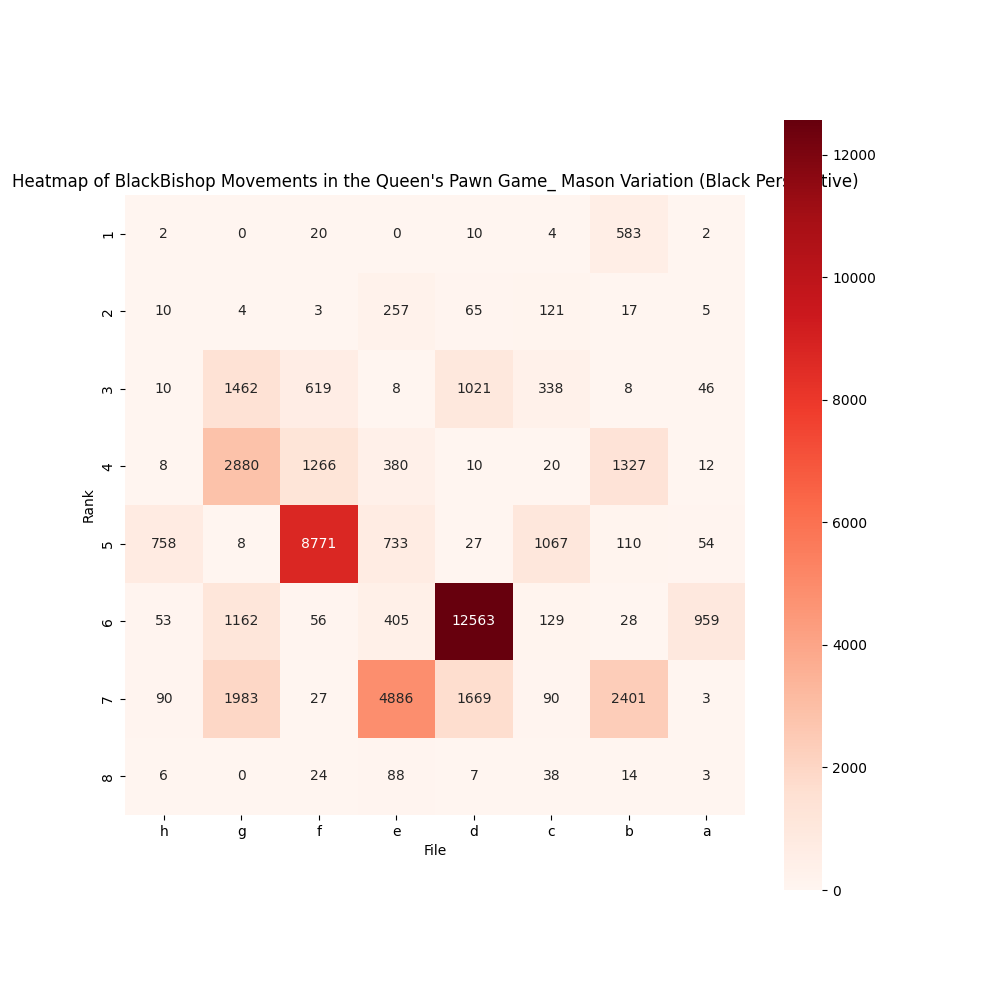 Heatmap of BlackBishop Movements in the Queen's Pawn Game_ Mason Variation (Black Pers tive)
12000
10000
8000
6000
4000
2000
0
Rank
1 2 0 20 0 10 4 583 2
2 10 4 3 257 65 121 17 5
3 10 1462 619 8 1021 338 8 46
4 8 2880 1266 380 10 20 1327 12
5 758 8 8771 733 27 1067 110 54
6 53 1162 56 405 12563 129 28 959
7 90 1983 27 4886 1669 90 2401 3
8 6 0 24 88 7 38 14 3
h g f e d c b a
File